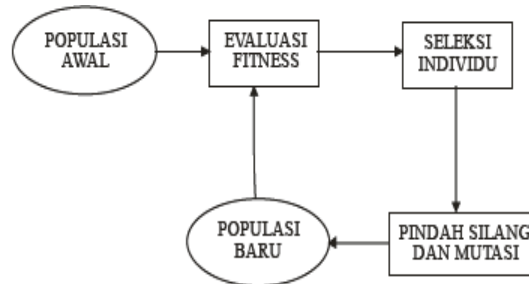 POPULASI
AWAL
EVALUASI
FITNESS
SELEKSI
INDIVIDU
PINDAH SILANG
DAN MUTASI
POPULASI
BARU